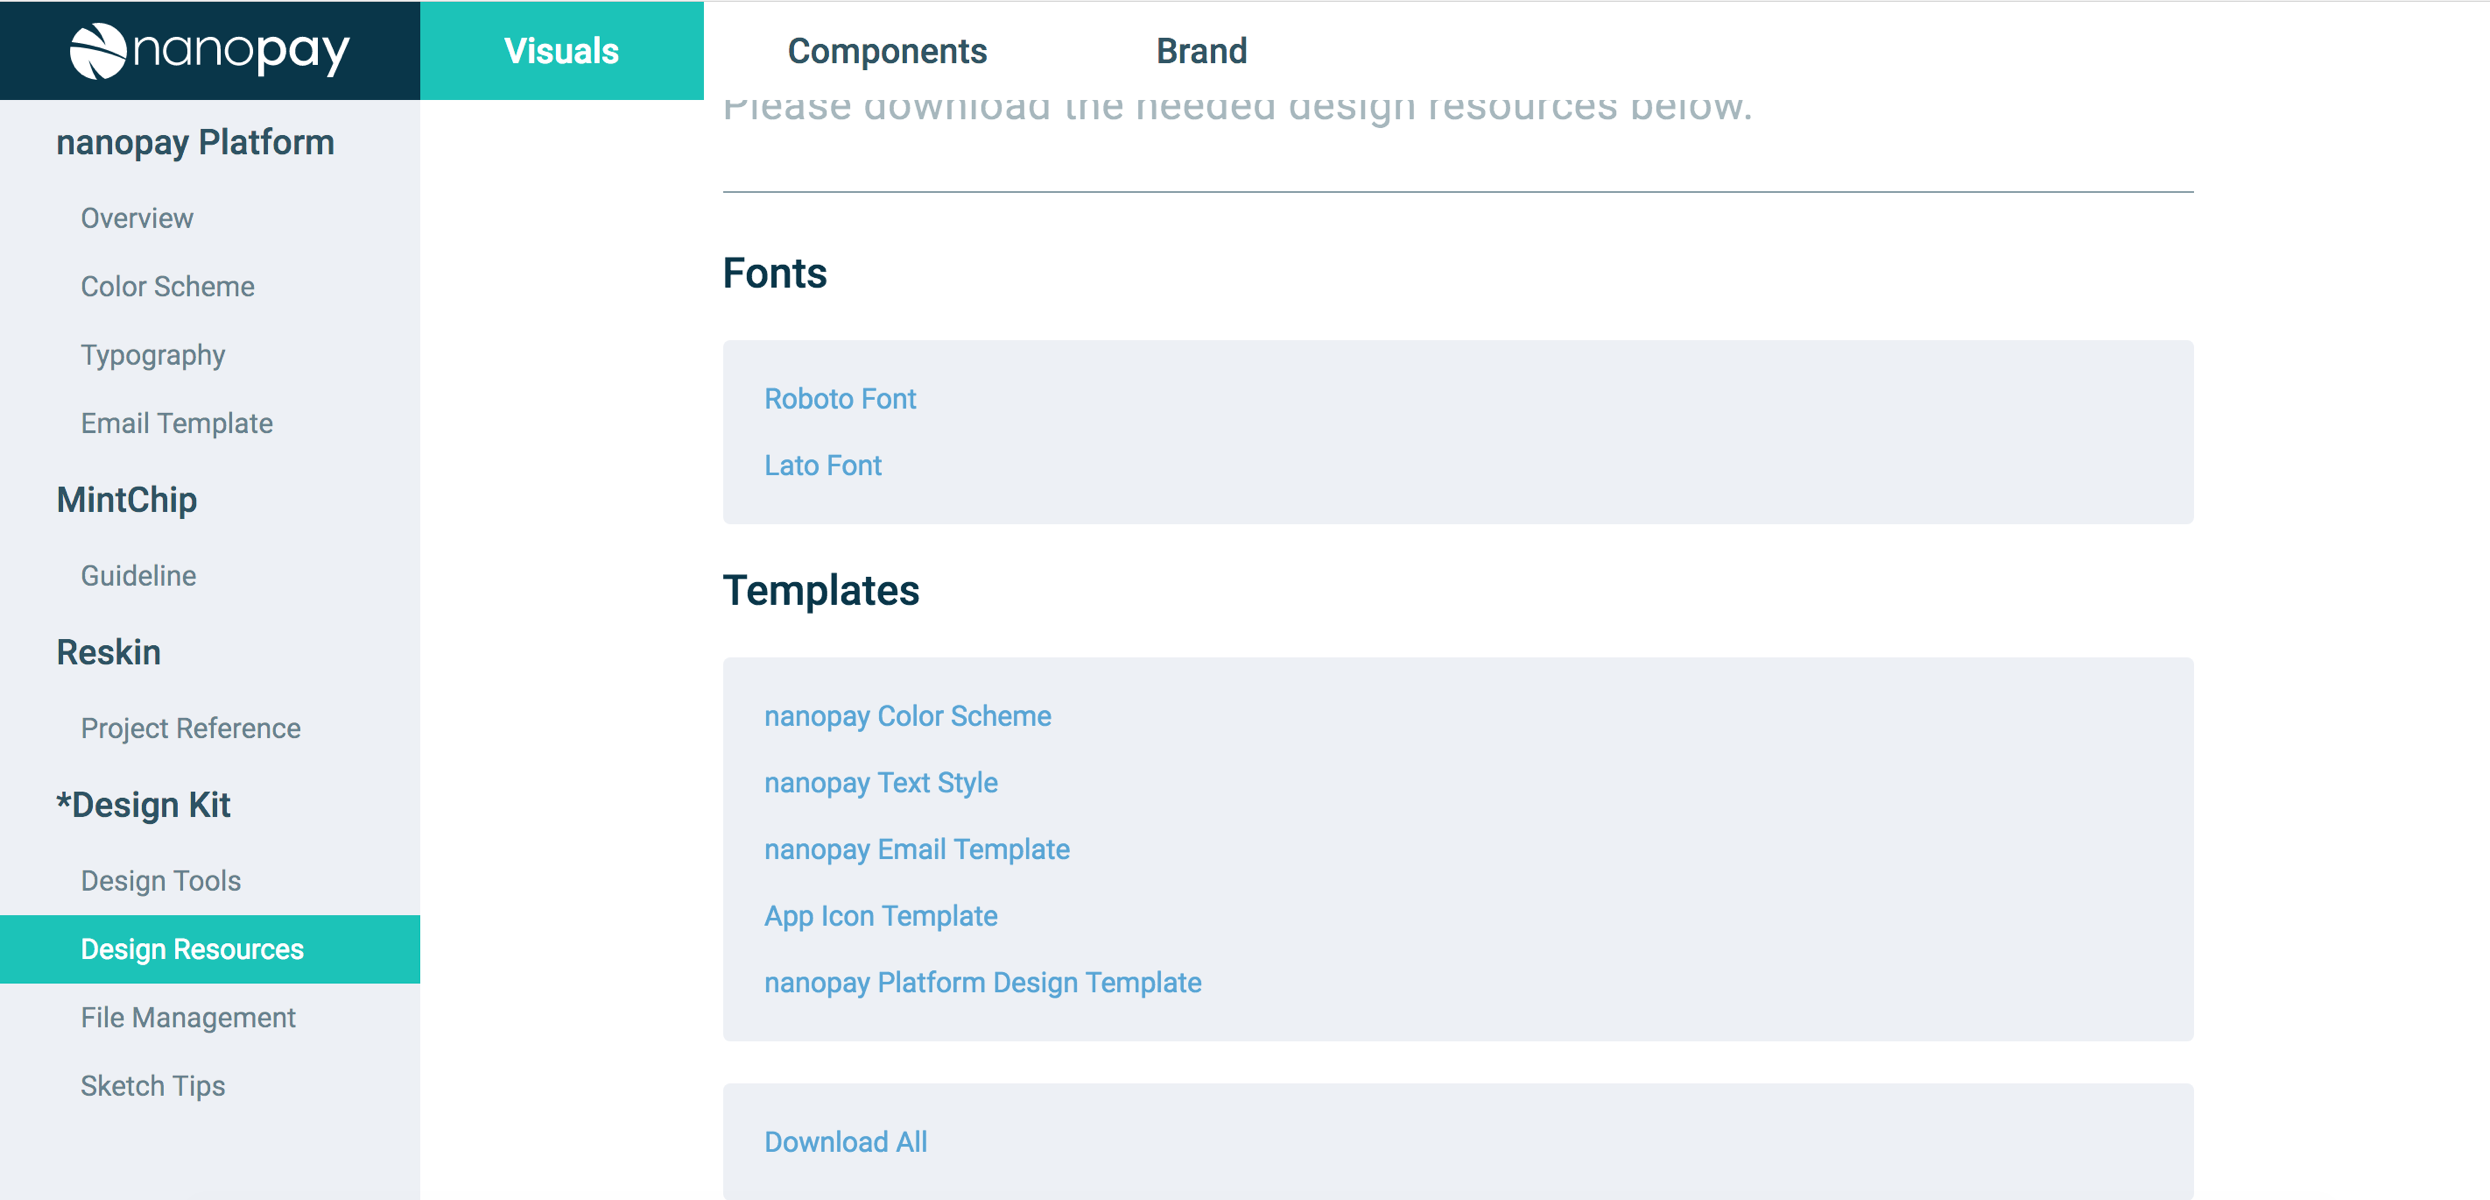 nanopay
Visuals
Components
Brand
nanopay Platform
Overview
Color Scheme
Typography
Email Template
MintChip
Guideline
Reskin
Project Reference
*Design Kit
Design Tools
Design Resources
File Management
Sketch Tips
Please download the needed design resources below.
Fonts
Roboto Font
Lato Font
Templates
nanopay Color Scheme
nanopay Text Style
nanopay Email Template
App Icon Template
nanopay Platform Design Template
Download All